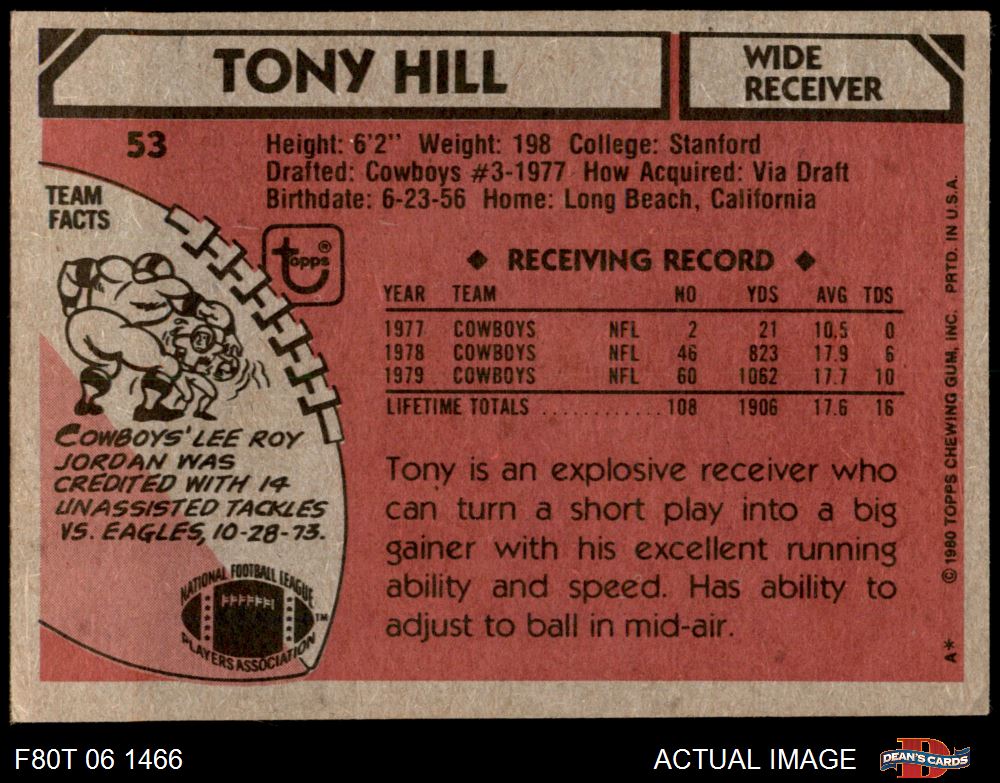 TONY HILL
WIDE
RECEIVER
53
Height: 6'2'' Weight: 198 College: Stanford
Drafted: Cowboys #3-1977 How Acquired: Via Draft
Birthdate: 6-23-56 Home: Long Beach, California
TEAM
FACTS
topps®
◆ RECEIVING RECORD ◆
YEAR TEAM NO YDS AVG TDS
1977 COWBOYS NFL 2 21 10.5 0
1978 COWBOYS NFL 46 823 17.9 6
1979 COWBOYS NFL 60 1062 17.7 10
LIFETIME TOTALS ............ 108 1906 17.6 16
COWBOYS' LEE ROY
JORDAN WAS
CREDITED WITH 14
UNASSISTED TACKLES
VS. EAGLES, 10-28-73.
NATIONAL FOOTBALL LEAGUE
PLAYERS ASSOCIATION
™
Tony is an explosive receiver who
can turn a short play into a big
gainer with his excellent running
ability and speed. Has ability to
adjust to ball in mid-air.
A* © 1980 TOPPS CHEWING GUM, INC. PRTD. IN U.S.A.
F80T 06 1466
ACTUAL IMAGE
DEAN'S CARDS